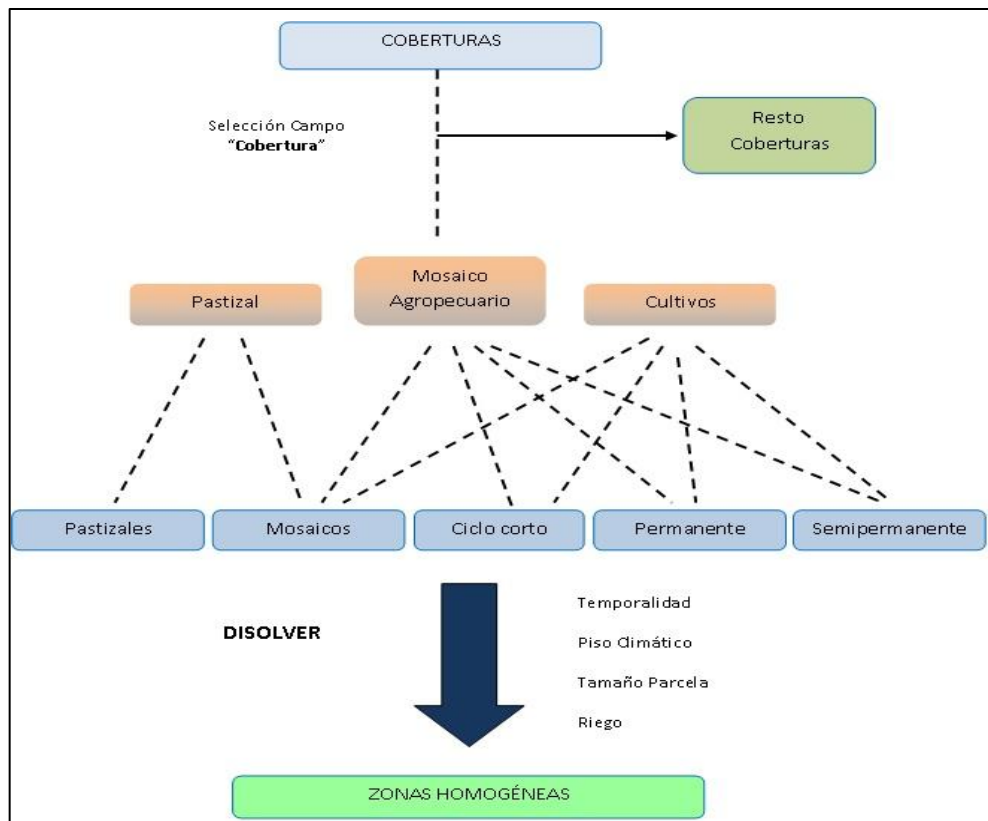 COBERTURAS
Selección Campo
“Cobertura”
Resto
Coberturas
Pastizal
Mosaico
Agropecuario
Cultivos
Pastizales
Mosaicos
Ciclo corto
Permanente
Semipermanente
DISOLVER
Temporalidad
Piso Climático
Tamaño Parcela
Riego
ZONAS HOMOGÉNEAS